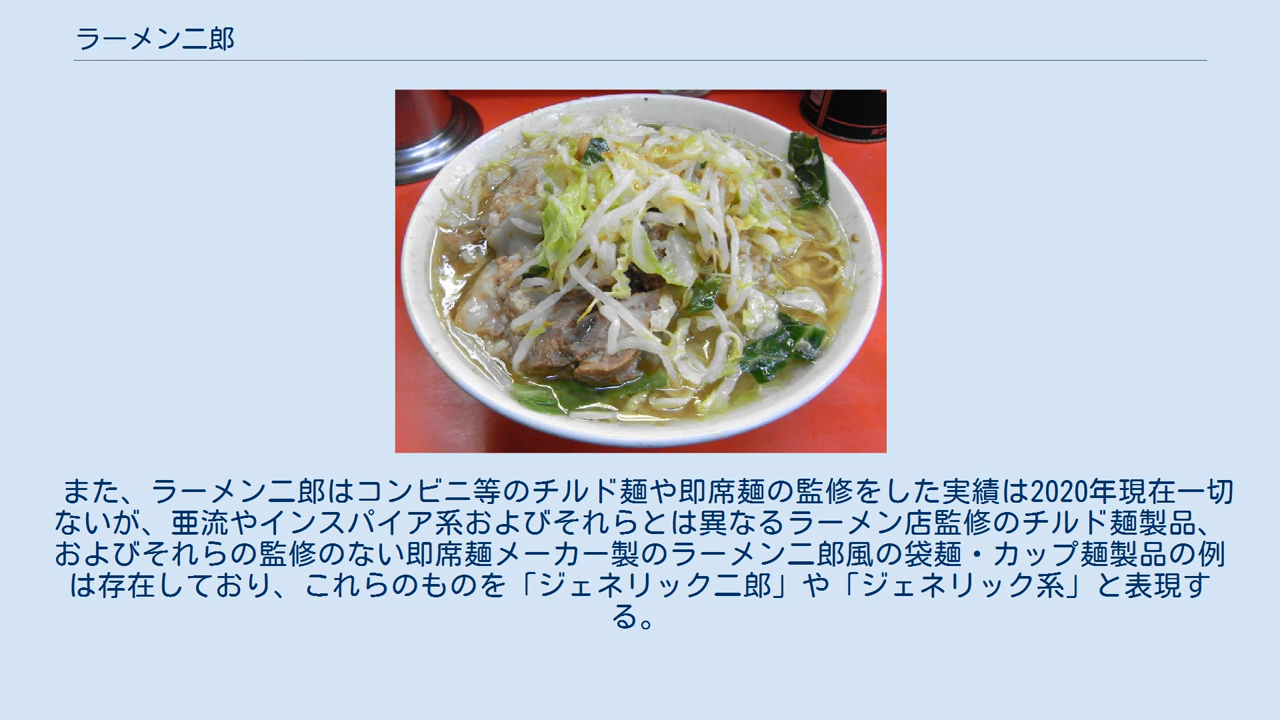 ラーメン二郎
また、ラーメン二郎はコンビニ等のチルド麺や即席麺の監修をした実績は2020年現在一切
ないが、亜流やインスパイア系およびそれらとは異なるラーメン店監修のチルド麺製品、
およびそれらの監修のない即席麺メーカー製のラーメン二郎風の袋麺・カップ麺製品の例
は存在しており、これらのものを「ジェネリック二郎」や「ジェネリック系」と表現す
る。